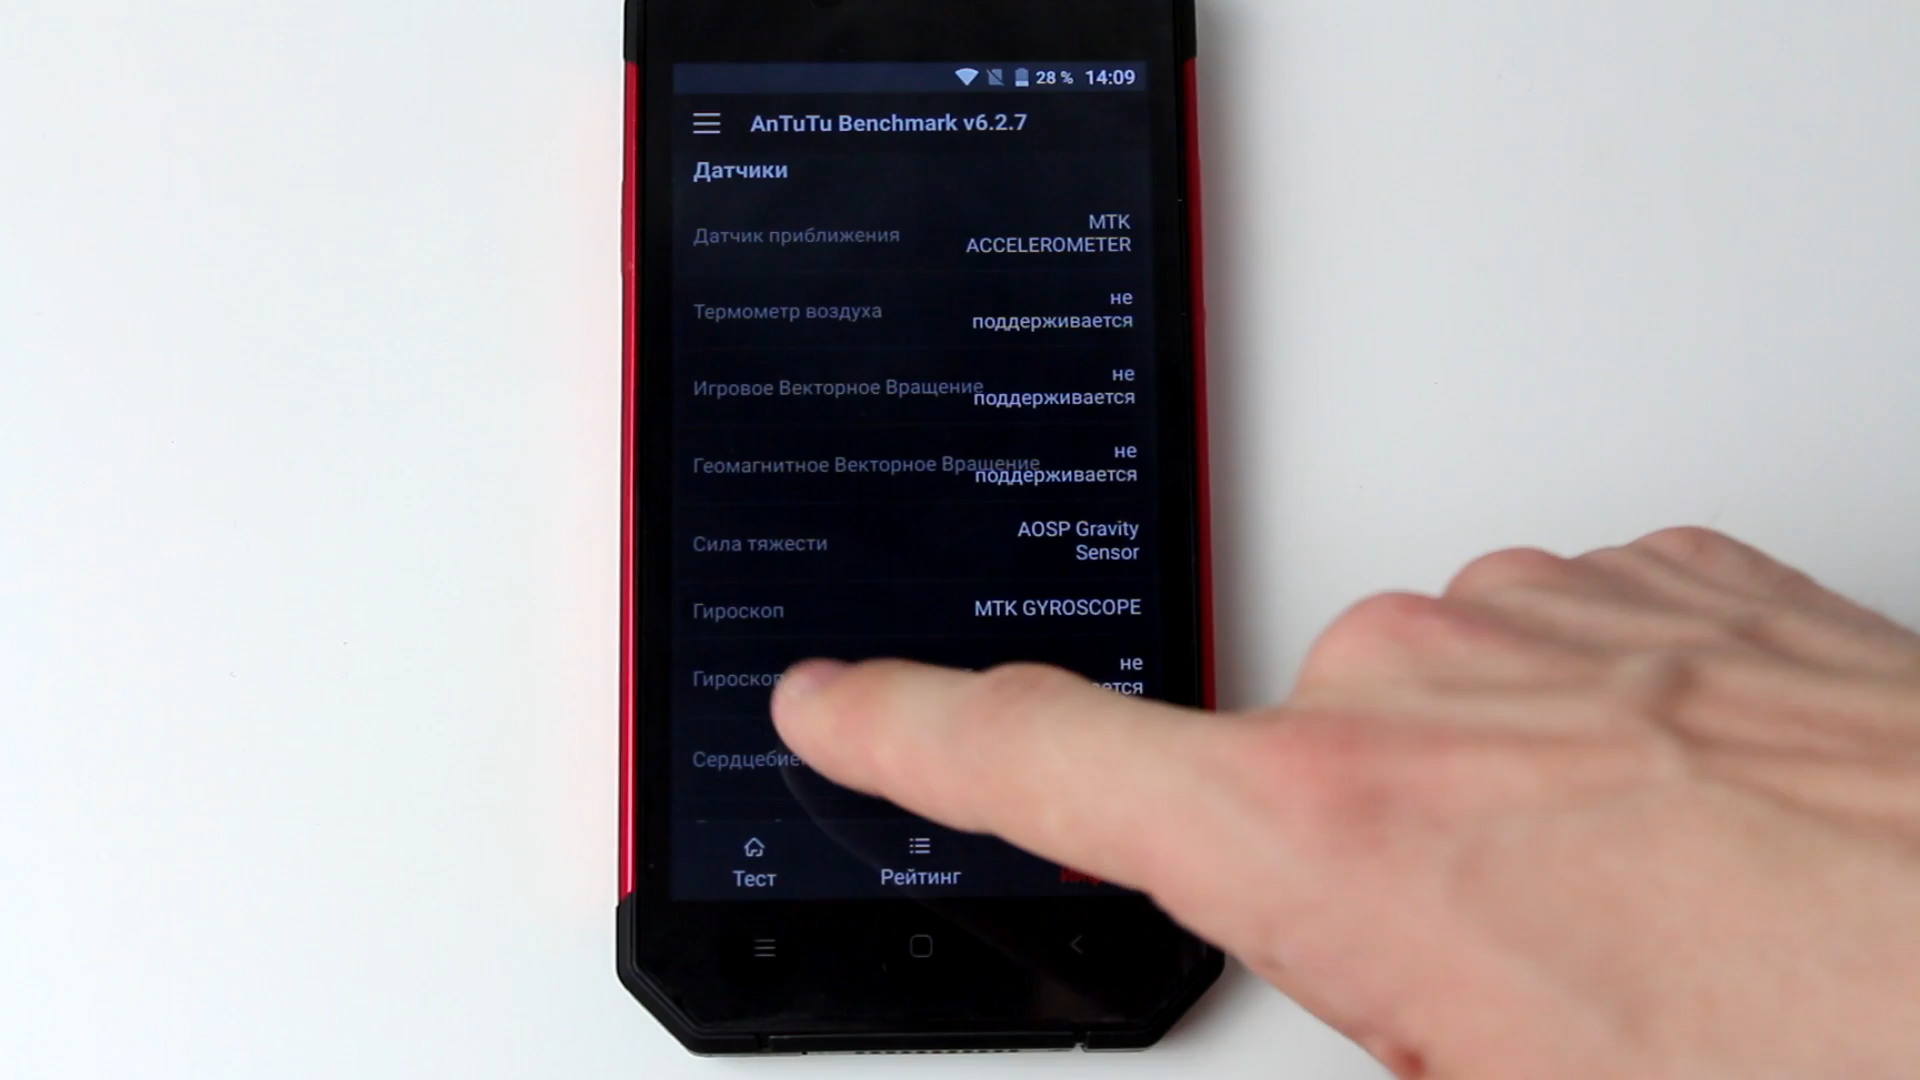 28 % 14:09
AnTuTu Benchmark v6.2.7
Датчики
Датчик приближения
MTK
ACCELEROMETER
Термометр воздуха
не
поддерживается
Игровое Векторное Вращение
не
поддерживается
Геомагнитное Векторное Вращение
не
поддерживается
Сила тяжести
AOSP Gravity
Sensor
Гироскоп
MTK GYROSCOPE
не
Тест
Рейтинг